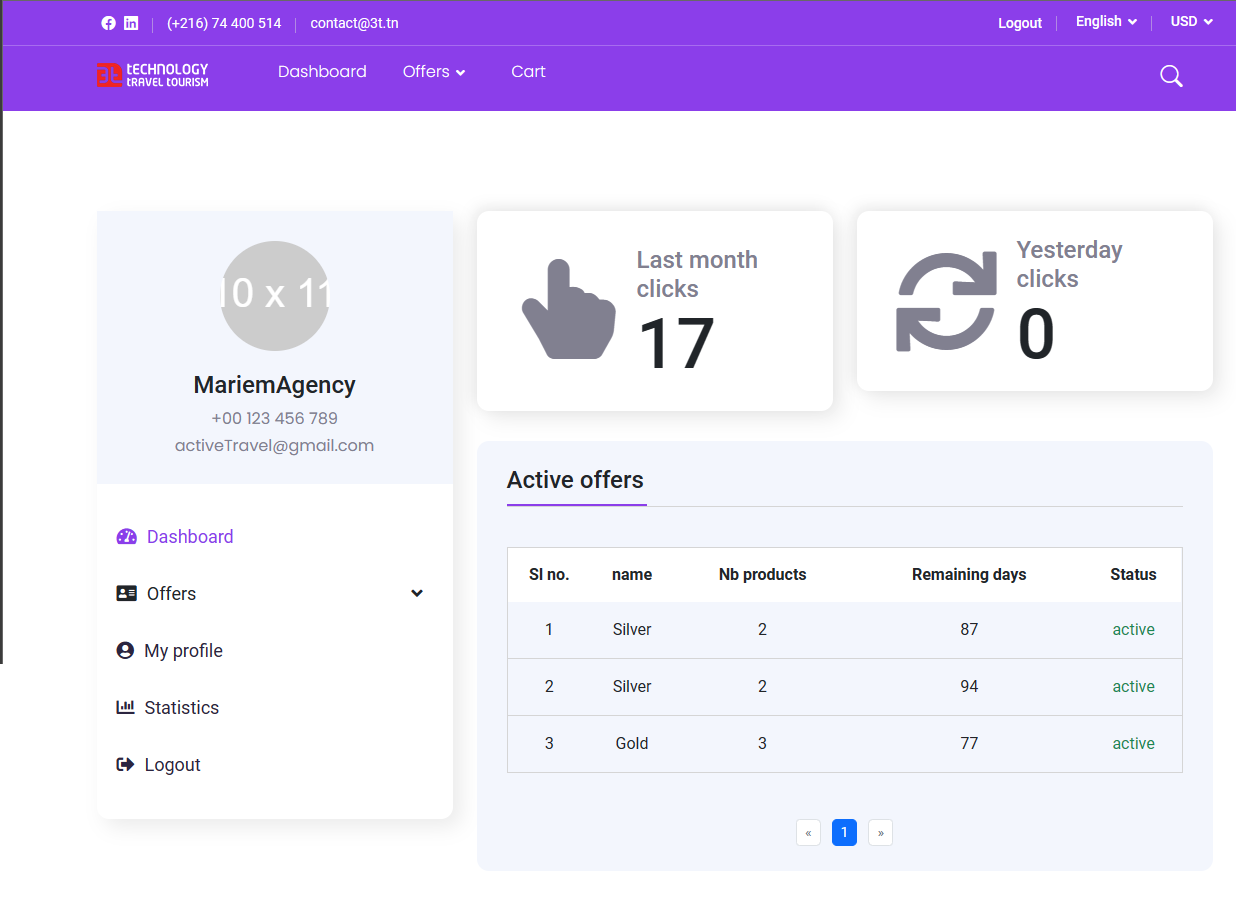 (+216) 74 400 514
contact@3t.tn
Logout
English
USD
3t TECHNOLOGY
TRAVEL TOURISM
Dashboard
Offers
Cart
10 x 11
MariemAgency
+00 123 456 789
activeTravel@gmail.com
Dashboard
Offers
My profile
Statistics
Logout
Last month
clicks
17
Yesterday
clicks
0
Active offers
Sl no. name Nb products Remaining days Status
1 Silver 2 87 active
2 Silver 2 94 active
3 Gold 3 77 active
« 1 »